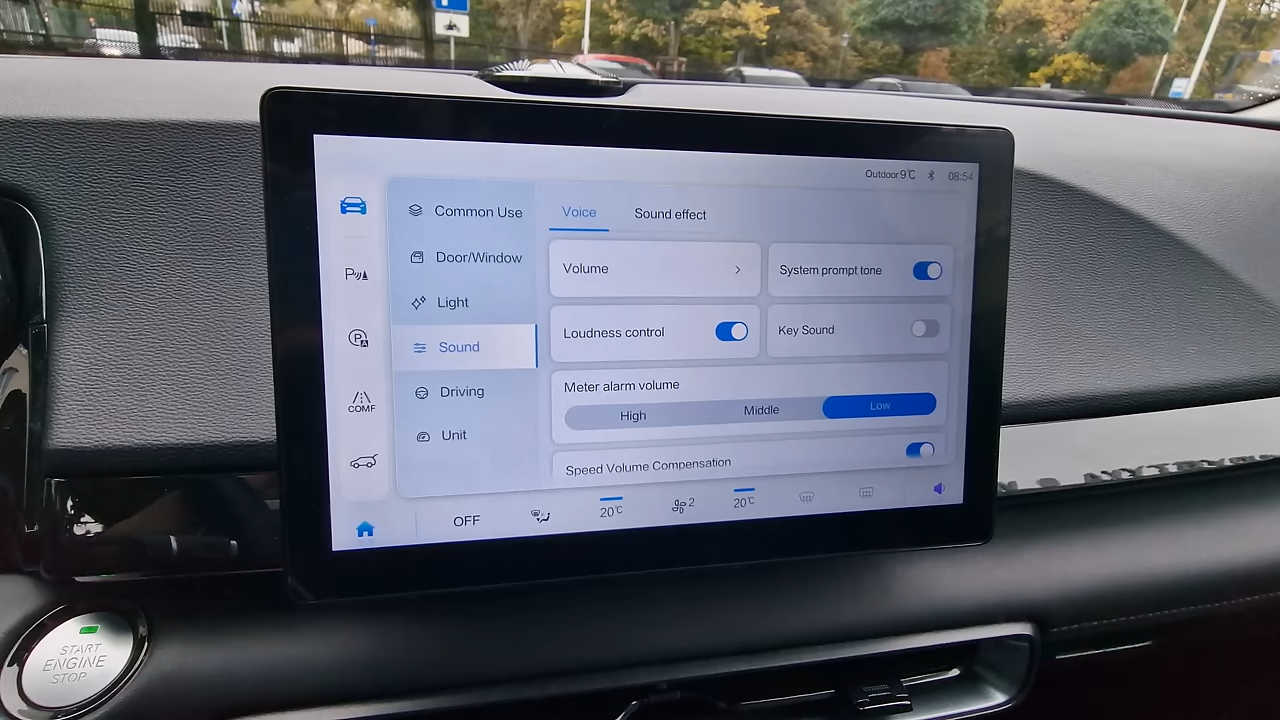 Outdoor 9°C 08:54
Common Use
Door/Window
Light
Sound
Driving
Unit
Voice Sound effect
Volume
System prompt tone
Loudness control
Key Sound
Meter alarm volume
High Middle Low
Speed Volume Compensation
COMF
OFF
20°C
2
20°C
START
ENGINE
STOP